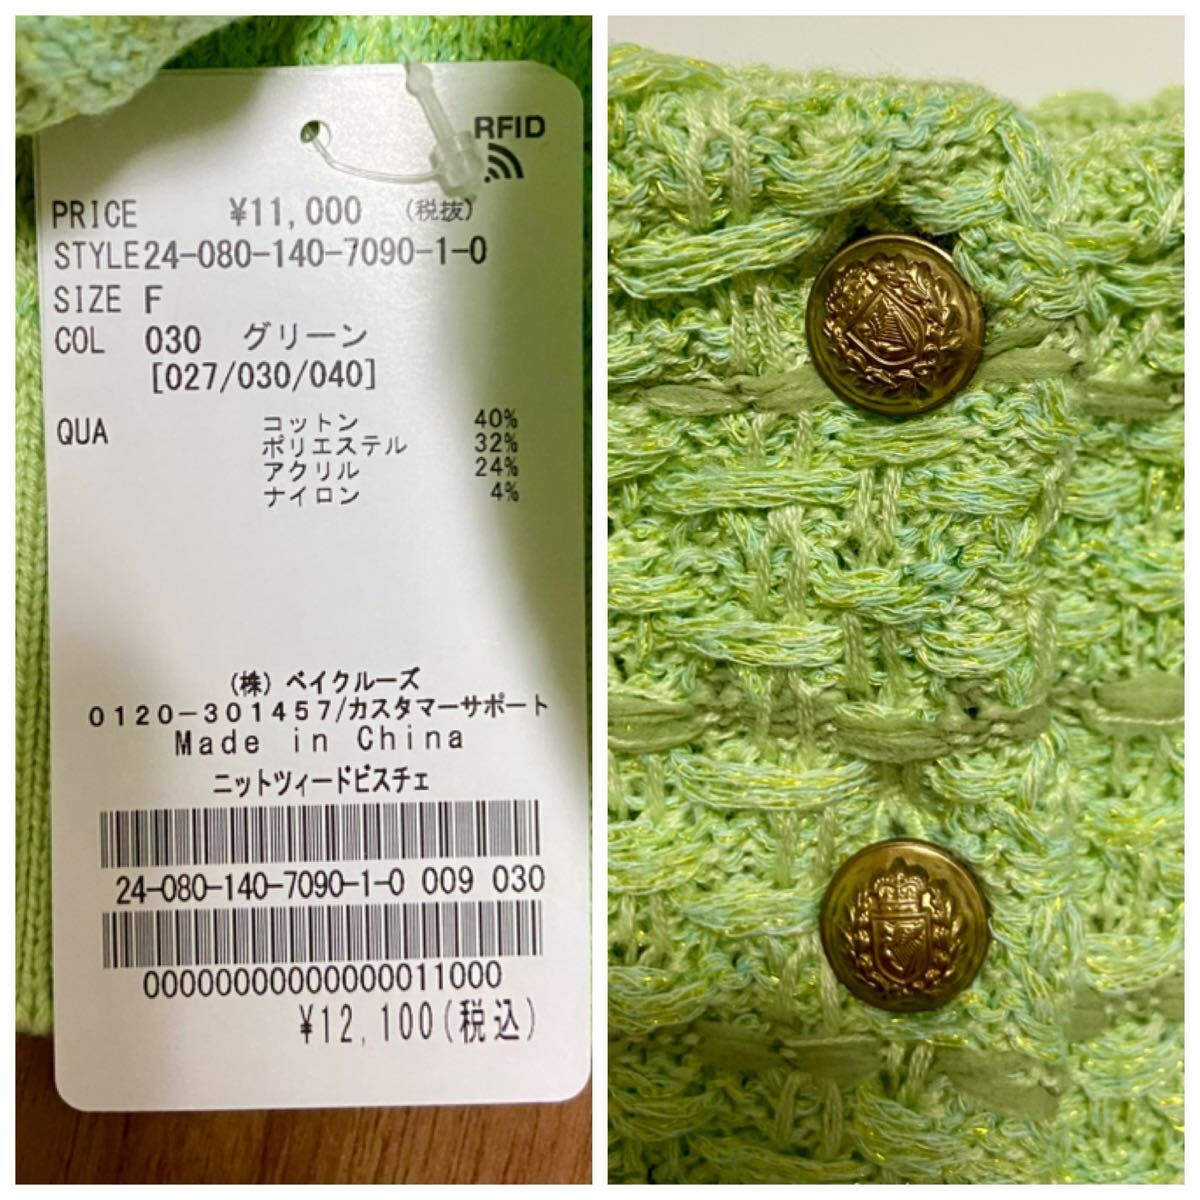 RFID
PRICE ¥11,000 (税抜)
STYLE24-080-140-7090-1-0
SIZE F
COL 030 グリーン
[027/030/040]
QUA コットン 40%
ポリエステル 32%
アクリル 24%
ナイロン 4%
(株) ベイクルーズ
0120-301457/カスタマーサポート
Made in China
ニットツィードビスチェ
24-080-140-7090-1-0 009 030
00000000000000011000
¥12,100(税込)